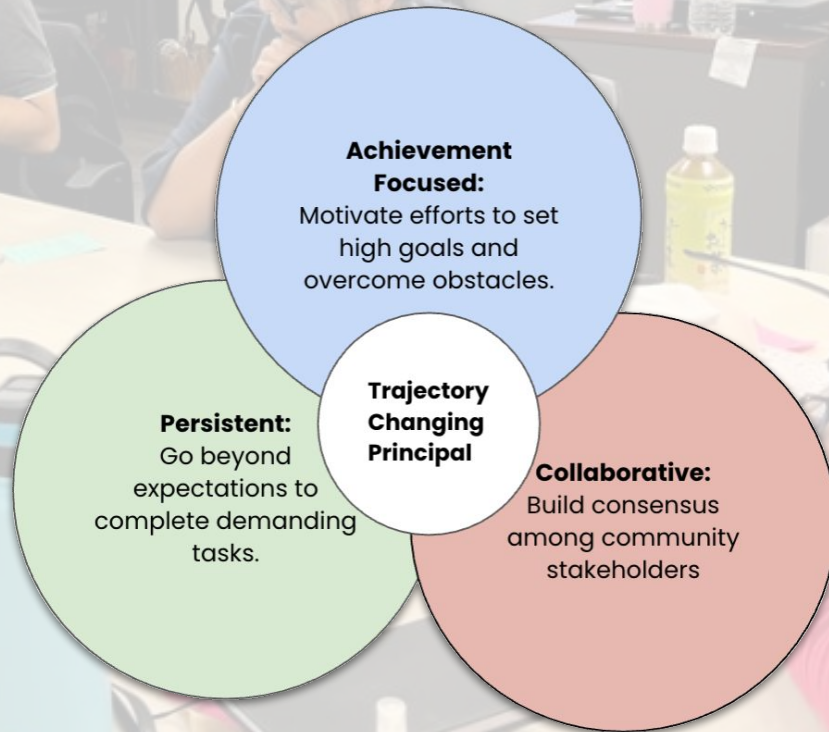 Achievement
Focused:
Motivate efforts to set
high goals and
overcome obstacles.
Trajectory
Changing
Principal
Persistent:
Go beyond
expectations to
complete demanding
tasks.
Collaborative:
Build consensus
among community
stakeholders